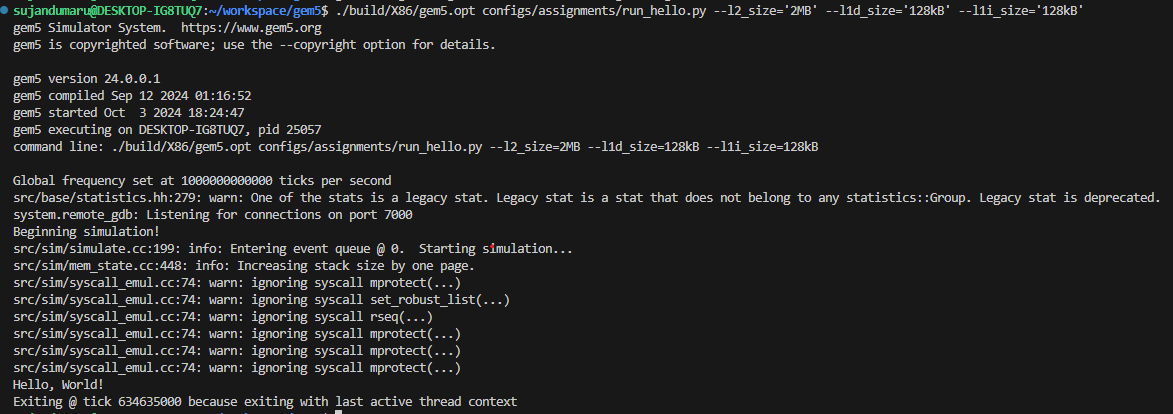 sujandumaru@DESKTOP-IG8TUQ7:~/workspace/gem5$ ./build/X86/gem5.opt configs/assignments/run_hello.py --l2_size='2MB' --l1d_size='128kB' --l1i_size='128kB'
gem5 Simulator System.  https://www.gem5.org
gem5 is copyrighted software; use the --copyright option for details.

gem5 version 24.0.0.1
gem5 compiled Sep 12 2024 01:16:52
gem5 started Oct  3 2024 18:24:47
gem5 executing on DESKTOP-IG8TUQ7, pid 25057
command line: ./build/X86/gem5.opt configs/assignments/run_hello.py --l2_size=2MB --l1d_size=128kB --l1i_size=128kB

Global frequency set at 1000000000000 ticks per second
src/base/statistics.hh:279: warn: One of the stats is a legacy stat. Legacy stat is a stat that does not belong to any statistics::Group. Legacy stat is deprecated.
system.remote_gdb: Listening for connections on port 7000
Beginning simulation!
src/sim/simulate.cc:199: info: Entering event queue @ 0.  Starting simulation...
src/sim/mem_state.cc:448: info: Increasing stack size by one page.
src/sim/syscall_emul.cc:74: warn: ignoring syscall mprotect(...)
src/sim/syscall_emul.cc:74: warn: ignoring syscall set_robust_list(...)
src/sim/syscall_emul.cc:74: warn: ignoring syscall rseq(...)
src/sim/syscall_emul.cc:74: warn: ignoring syscall mprotect(...)
src/sim/syscall_emul.cc:74: warn: ignoring syscall mprotect(...)
src/sim/syscall_emul.cc:74: warn: ignoring syscall mprotect(...)
Hello, World!
Exiting @ tick 634635000 because exiting with last active thread context